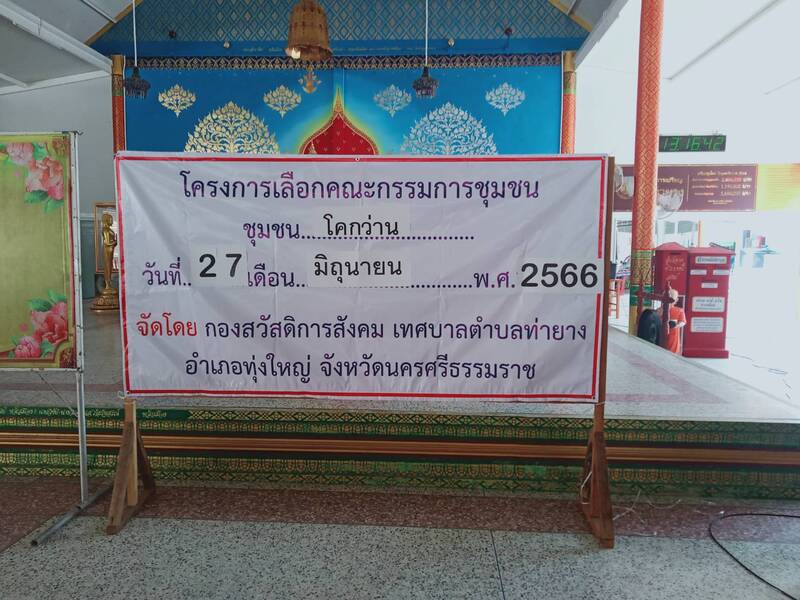 โครงการเลือกคณะกรรมการชุมชน
ชุมชน....โคกว่าน....................
วันที่..27เดือน..มิถุนายน...............พ.ศ.2566
จัดโดย กองสวัสดิการสังคม เทศบาลตำบลท่ายาง
อำเภอทุ่งใหญ่ จังหวัดนครศรีธรรมราช
13:16:42